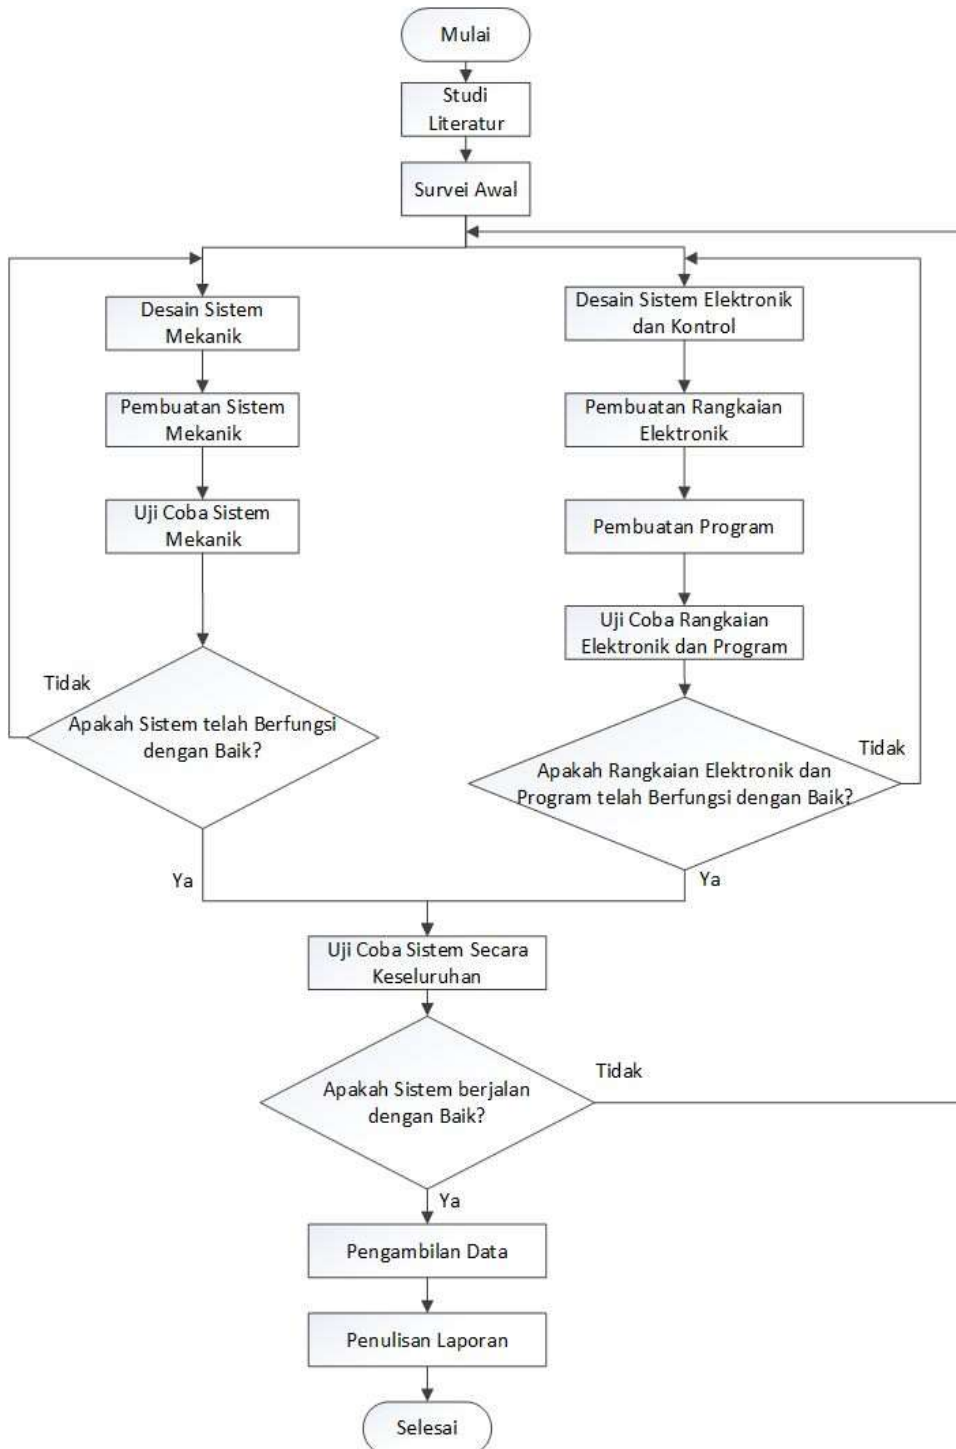 Mulai
Studi
Literatur
Survei Awal
Desain Sistem
Mekanik
Pembuatan Sistem
Mekanik
Uji Coba Sistem
Mekanik
Tidak
Apakah Sistem telah Berfungsi
dengan Baik?
Ya
Desain Sistem Elektronik
dan Kontrol
Pembuatan Rangkaian
Elektronik
Pembuatan Program
Uji Coba Rangkaian
Elektronik dan Program
Tidak
Apakah Rangkaian Elektronik dan
Program telah Berfungsi dengan Baik?
Ya
Uji Coba Sistem Secara
Keseluruhan
Tidak
Apakah Sistem berjalan
dengan Baik?
Ya
Pengambilan Data
Penulisan Laporan
Selesai